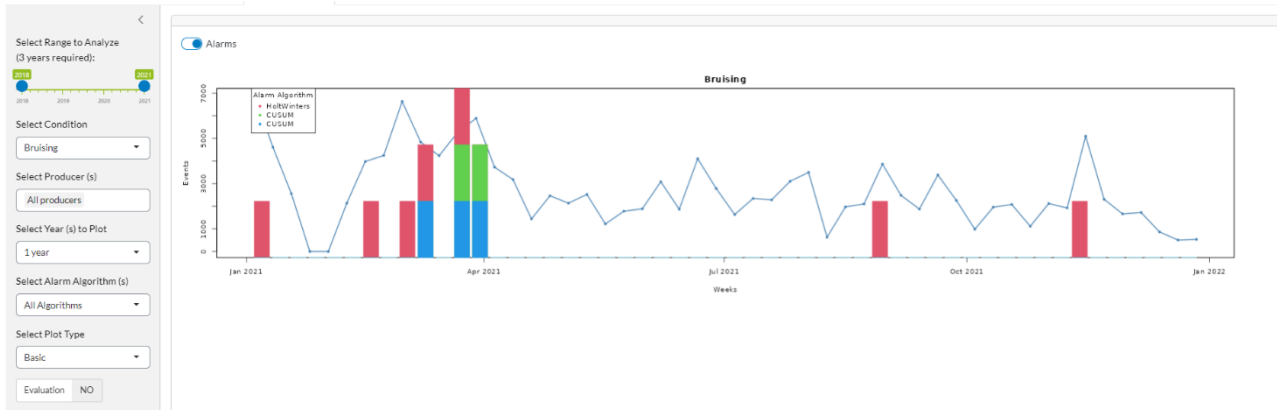 Select Range to Analyze
(3 years required):
2018 2021
2018 2019 2020 2021
Select Condition
Bruising
Select Producer (s)
All producers
Select Year (s) to Plot
1 year
Select Alarm Algorithm (s)
All Algorithms
Select Plot Type
Basic
Evaluation NO
Alarms
Bruising
Alarm Algorithm
HoltWinters
CUSUM
CUSUM
Events
7000
5000
3000
1000
0
Jan 2021 Apr 2021 Jul 2021 Oct 2021 Jan 2022
Weeks